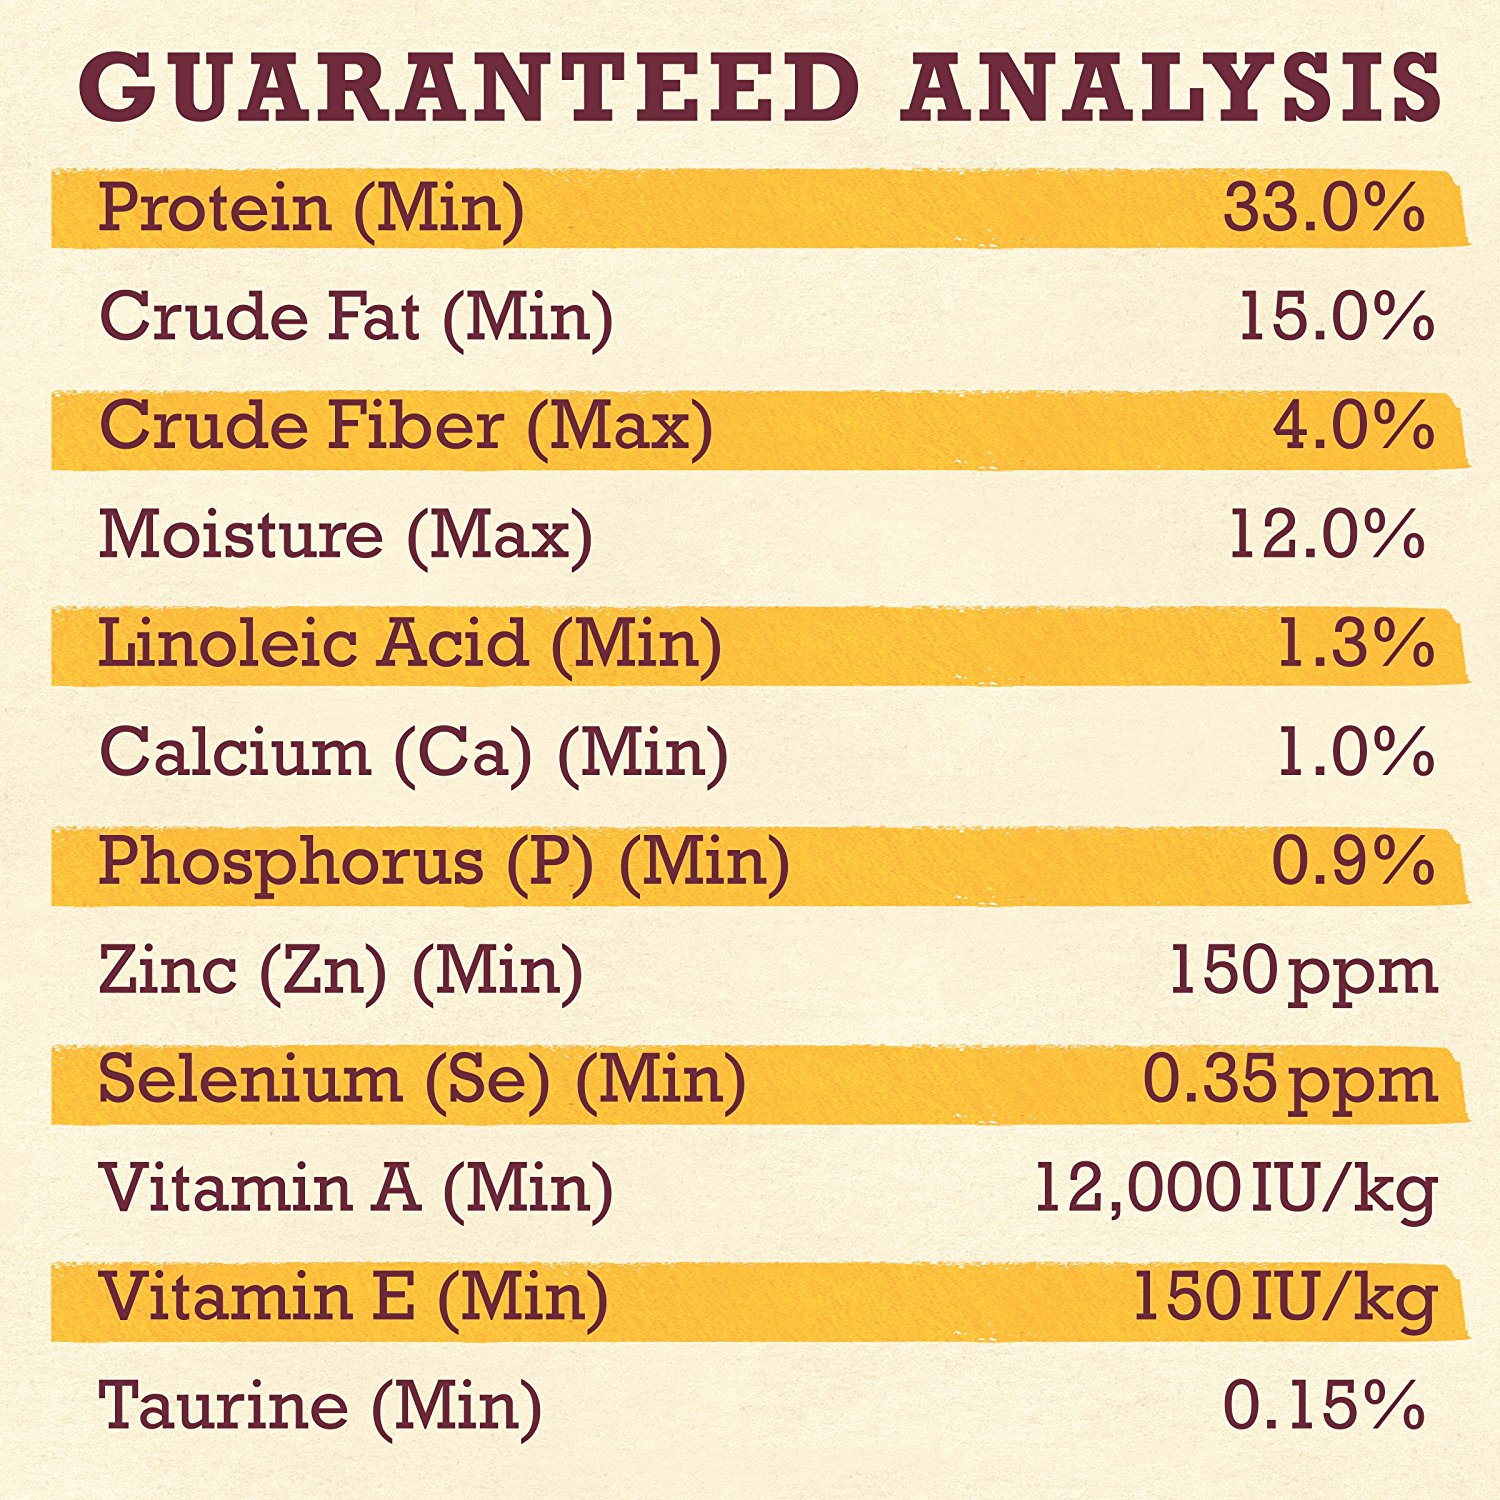 GUARANTEED ANALYSIS
Protein (Min) 33.0%
Crude Fat (Min) 15.0%
Crude Fiber (Max) 4.0%
Moisture (Max) 12.0%
Linoleic Acid (Min) 1.3%
Calcium (Ca) (Min) 1.0%
Phosphorus (P) (Min) 0.9%
Zinc (Zn) (Min) 150 ppm
Selenium (Se) (Min) 0.35 ppm
Vitamin A (Min) 12,000 IU/kg
Vitamin E (Min) 150 IU/kg
Taurine (Min) 0.15%